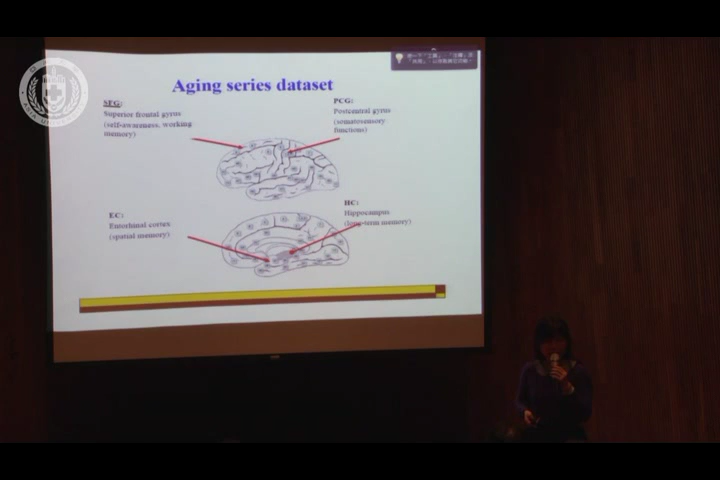 Aging series dataset
SFG:
Superior frontal gyrus
(self-awareness, working
memory)
PCG:
Postcentral gyrus
(somatosensory
functions)
EC:
Entorhinal cortex
(spatial memory)
HC:
Hippocampus
(long-term memory)